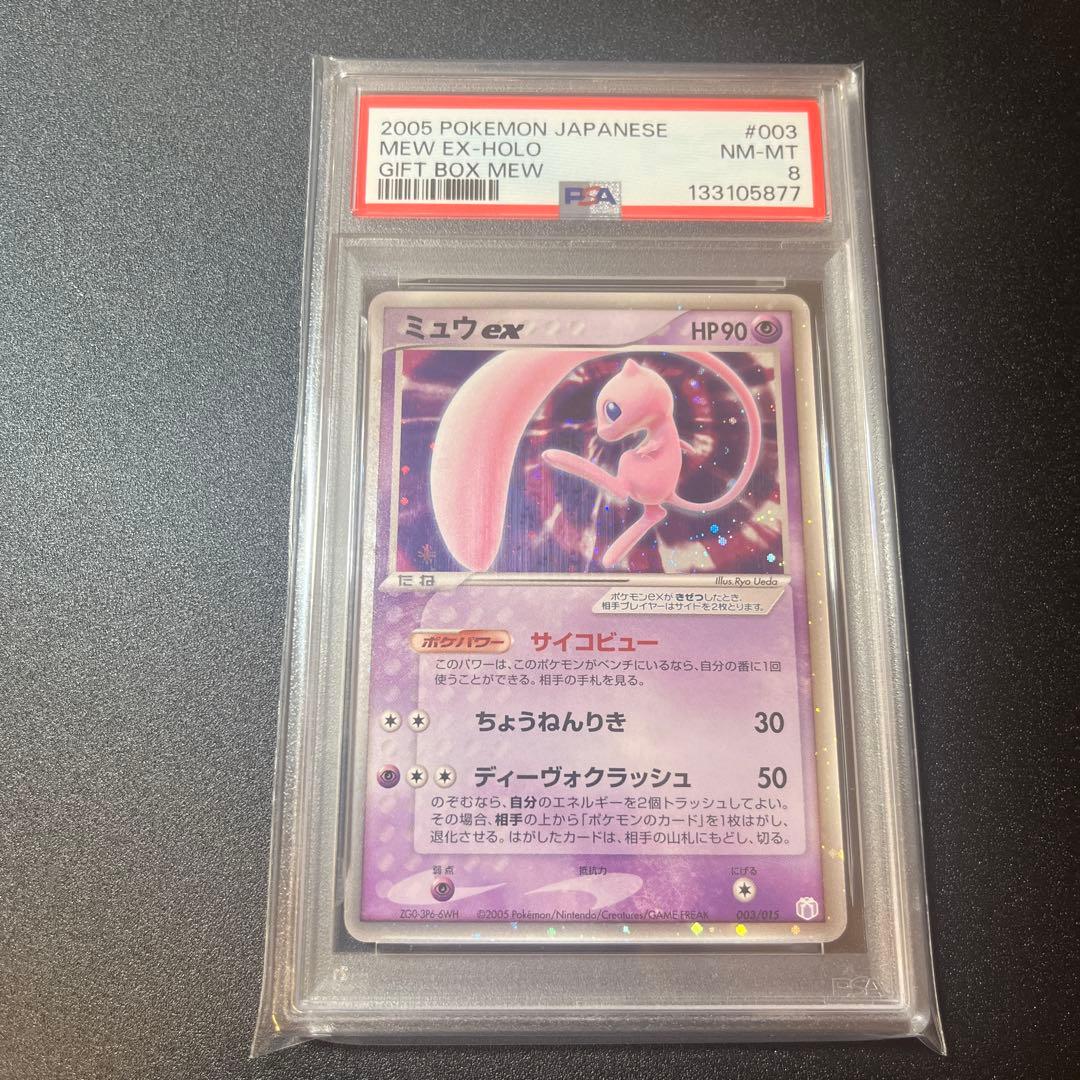 2005 POKEMON JAPANESE #003
MEW EX-HOLO NM-MT
GIFT BOX MEW 8
PSA 133105877
ミュウex HP90
たね
Illus.Ryo Ueda
ポケモンexが きぜつしたとき、
相手プレイヤーはサイドを2枚とります。
ポケパワー サイコビュー
このパワーは、このポケモンがベンチにいるなら、自分の番に1回
使うことができる。相手の手札を見る。
ちょうねんりき 30
ディーヴォクラッシュ 50
のぞむなら、自分のエネルギーを2個トラッシュしてよい。
その場合、相手の上から「ポケモンのカード」を1枚はがし、
退化させる。はがしたカードは、相手の山札にもどし、切る。
弱点 抵抗力 にげる
ZG0-3P6-6WH ©2005 Pokémon/Nintendo/Creatures/GAME FREAK 003/015
PSA